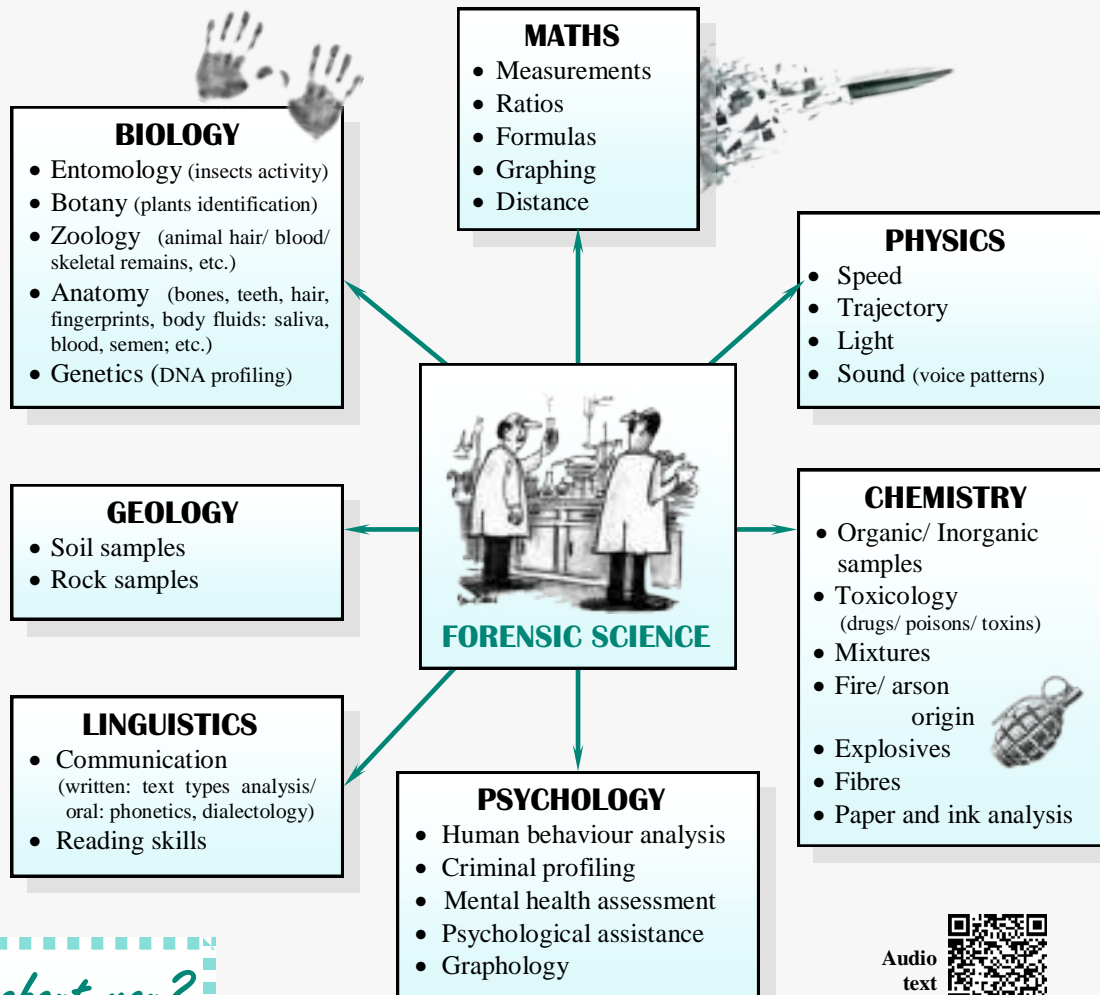 MATHS
• Measurements
• Ratios
• Formulas
• Graphing
• Distance
BIOLOGY
• Entomology (insects activity)
• Botany (plants identification)
• Zoology (animal hair/ blood/
skeletal remains, etc.)
• Anatomy (bones, teeth, hair,
fingerprints, body fluids: saliva,
blood, semen; etc.)
• Genetics (DNA profiling)
PHYSICS
• Speed
• Trajectory
• Light
• Sound (voice patterns)
GEOLOGY
• Soil samples
• Rock samples
FORENSIC SCIENCE
CHEMISTRY
• Organic/ Inorganic
samples
• Toxicology
(drugs/ poisons/ toxins)
• Mixtures
• Fire/ arson
origin
• Explosives
• Fibres
• Paper and ink analysis
LINGUISTICS
• Communication
(written: text types analysis/
oral: phonetics, dialectology)
• Reading skills
PSYCHOLOGY
• Human behaviour analysis
• Criminal profiling
• Mental health assessment
• Psychological assistance
• Graphology
about you?
Audio
text